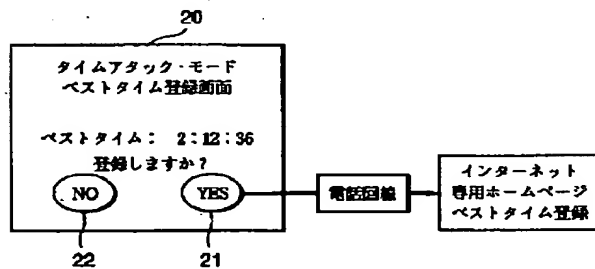 20
タイムアタック・モード
ベストタイム登録画面
ベストタイム： 2:12:36
登録しますか?
NO
YES
電話回線
インターネット
専用ホームページ
ベストタイム登録
22
21